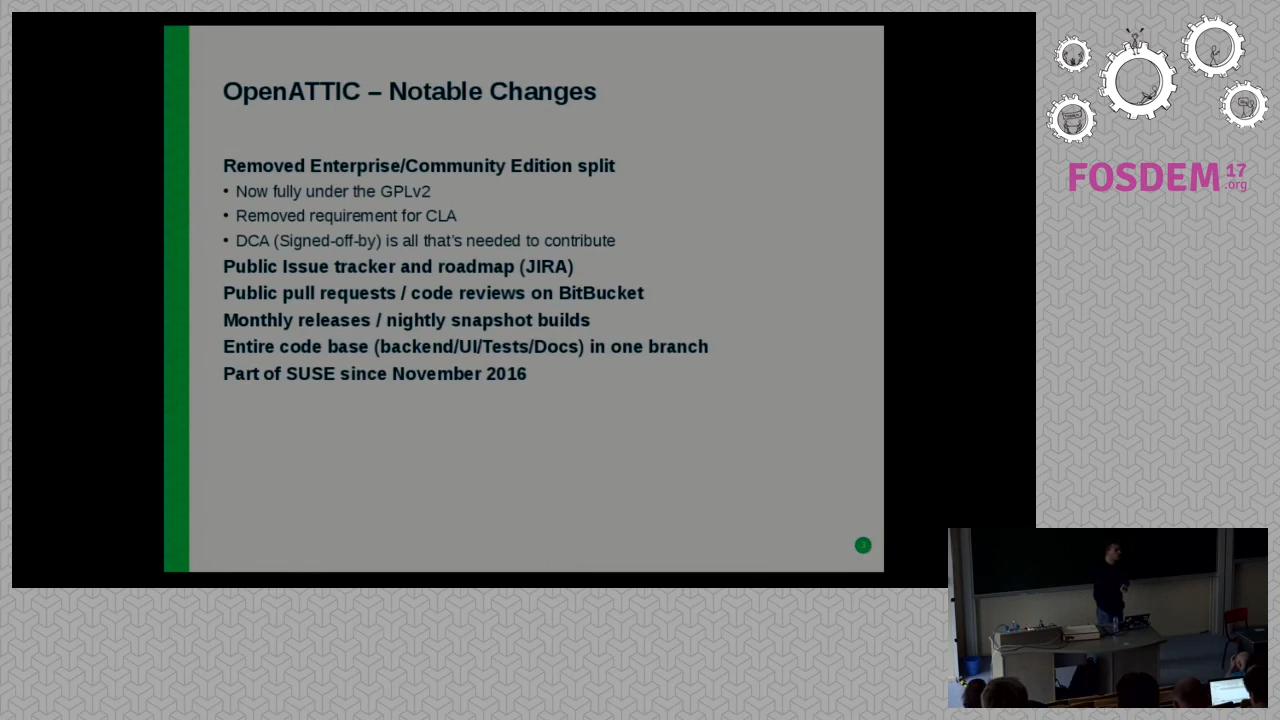 OpenATTIC – Notable Changes
Removed Enterprise/Community Edition split
• Now fully under the GPLv2
• Removed requirement for CLA
• DCA (Signed-off-by) is all that's needed to contribute
Public Issue tracker and roadmap (JIRA)
Public pull requests / code reviews on BitBucket
Monthly releases / nightly snapshot builds
Entire code base (backend/UI/Tests/Docs) in one branch
Part of SUSE since November 2016
3
FOSDEM 17
.org